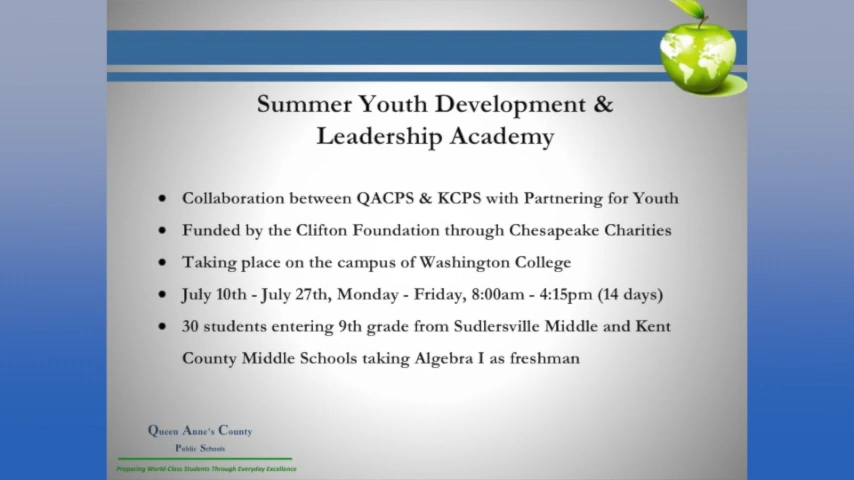 Summer Youth Development &
Leadership Academy
● Collaboration between QACPS & KCPS with Partnering for Youth
● Funded by the Clifton Foundation through Chesapeake Charities
● Taking place on the campus of Washington College
● July 10th - July 27th, Monday - Friday, 8:00am - 4:15pm (14 days)
● 30 students entering 9th grade from Sudlersville Middle and Kent
County Middle Schools taking Algebra I as freshman
Queen Anne's County
Public Schools
Preparing World-Class Students Through Everyday Excellence